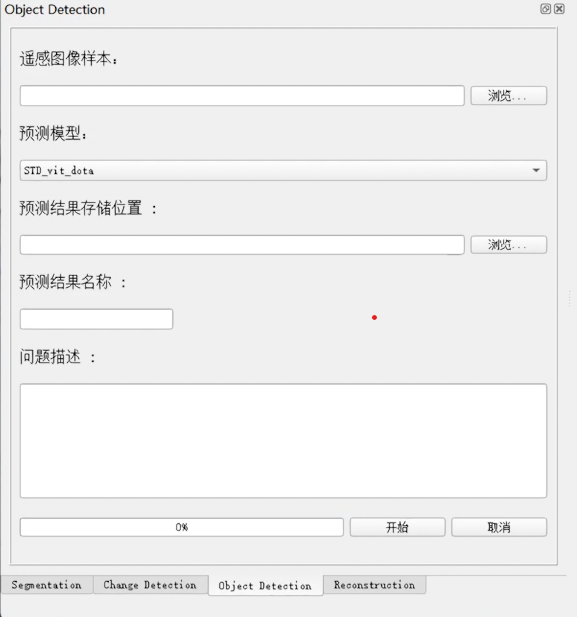 Object Detection
遥感图像样本：
浏览...
预测模型：
STD_vit_dota
预测结果存储位置 ：
浏览...
预测结果名称 ：
问题描述 ：
0% 开始 取消
Segmentation Change Detection Object Detection Reconstruction